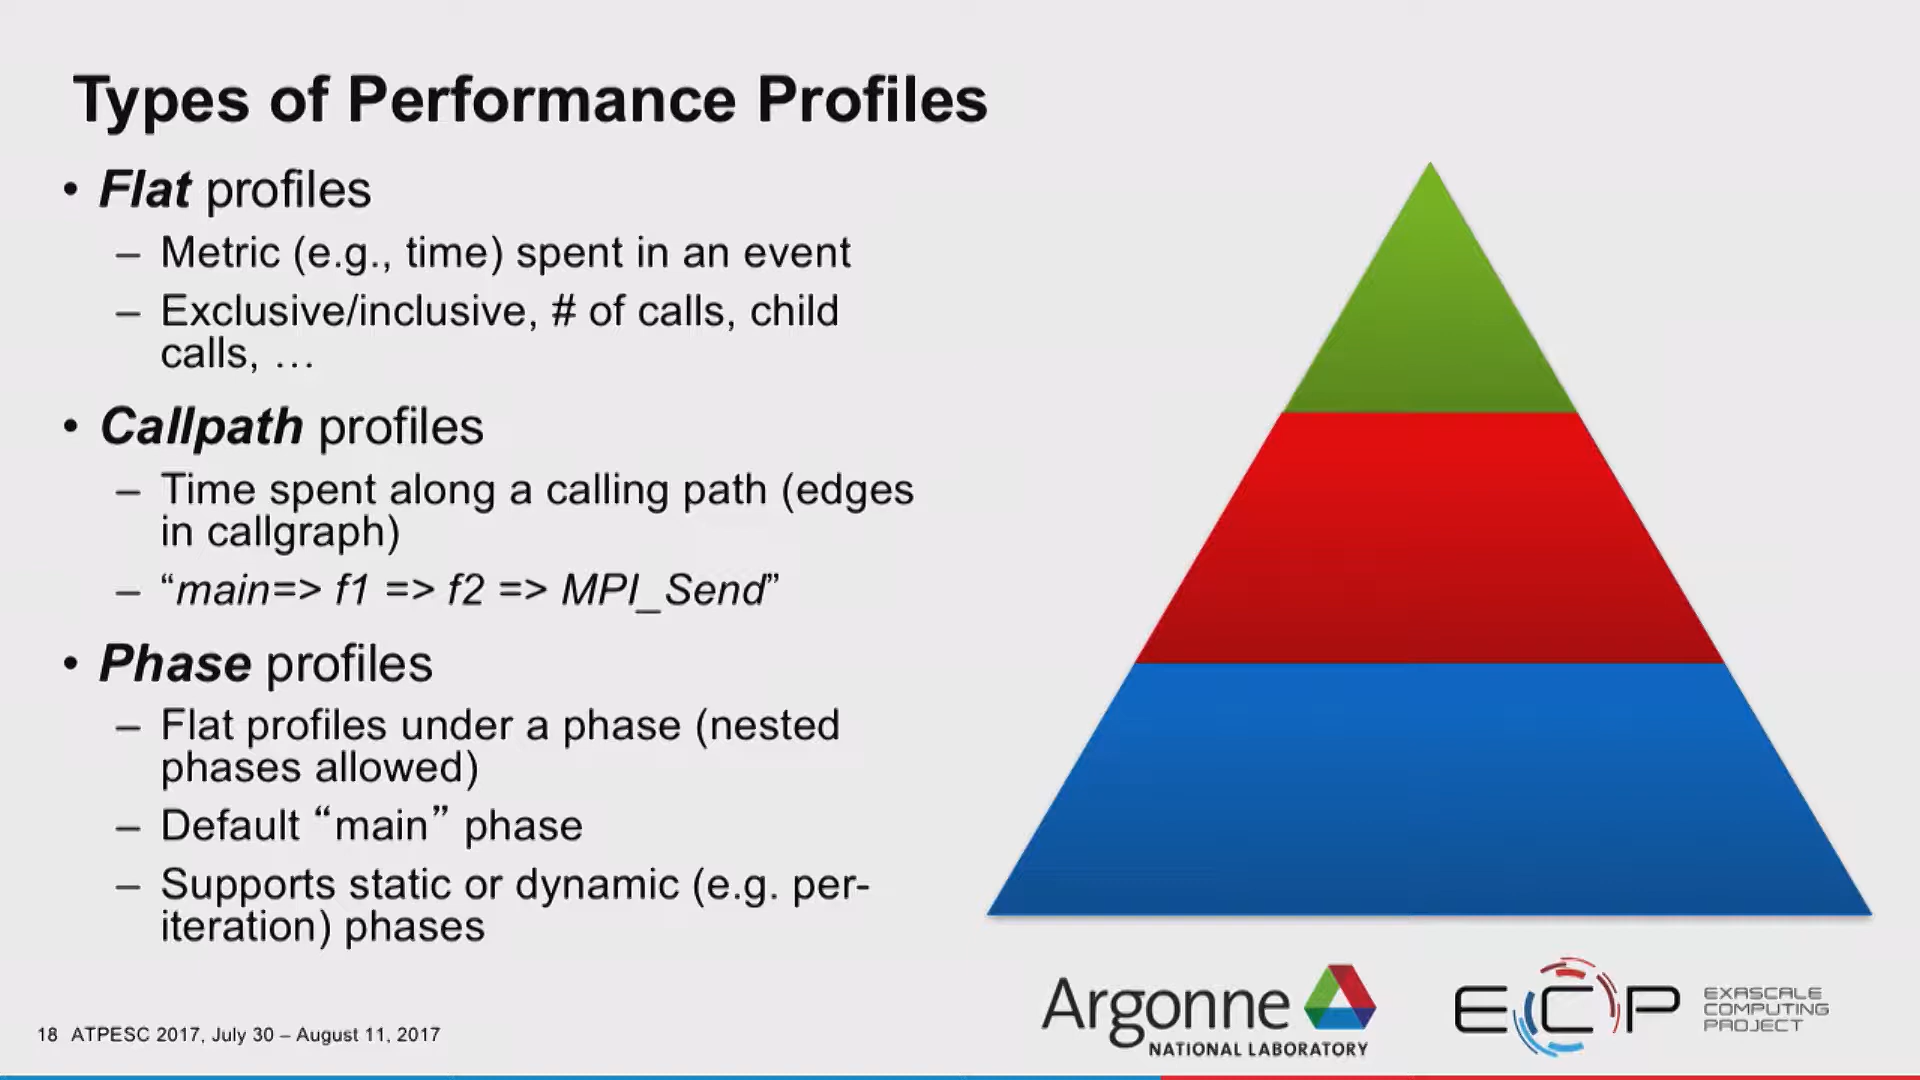 Types of Performance Profiles
• Flat profiles
– Metric (e.g., time) spent in an event
– Exclusive/inclusive, # of calls, child
calls, …
• Callpath profiles
– Time spent along a calling path (edges
in callgraph)
– “main=> f1 => f2 => MPI_Send”
• Phase profiles
– Flat profiles under a phase (nested
phases allowed)
– Default “main” phase
– Supports static or dynamic (e.g. per-
iteration) phases
Argonne
NATIONAL LABORATORY
ECP
EXASCALE
COMPUTING
PROJECT
18 ATPESC 2017, July 30 – August 11, 2017